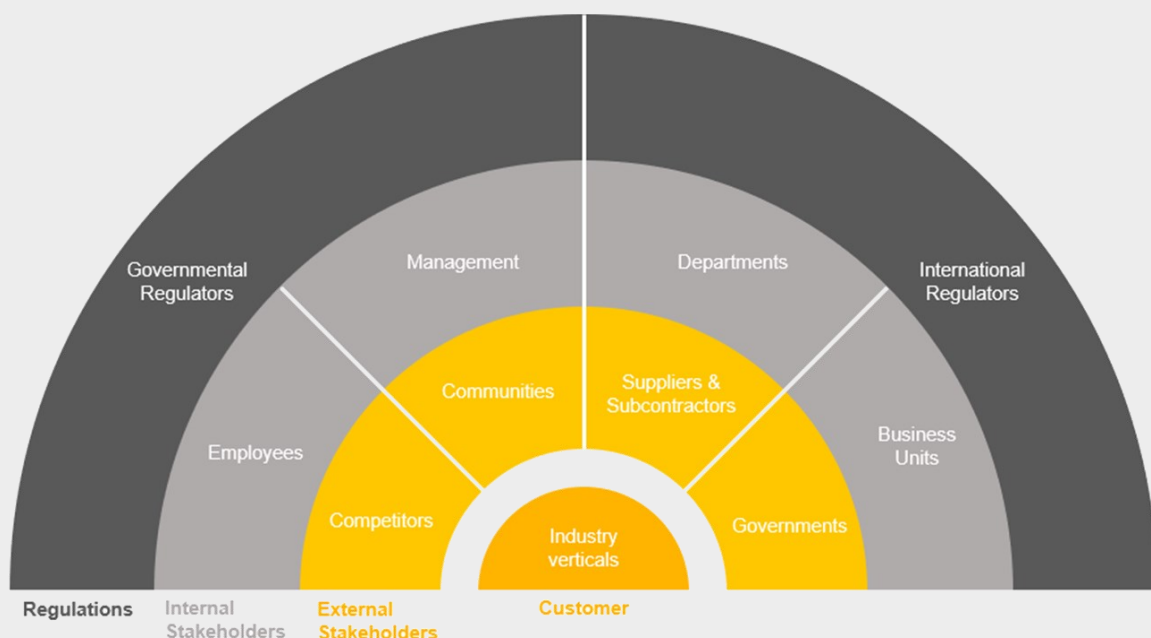 Governmental
Regulators
Management
Departments
International
Regulators
Employees
Communities
Suppliers &
Subcontractors
Business
Units
Competitors
Industry
verticals
Governments
Regulations
Internal
Stakeholders
External
Stakeholders
Customer